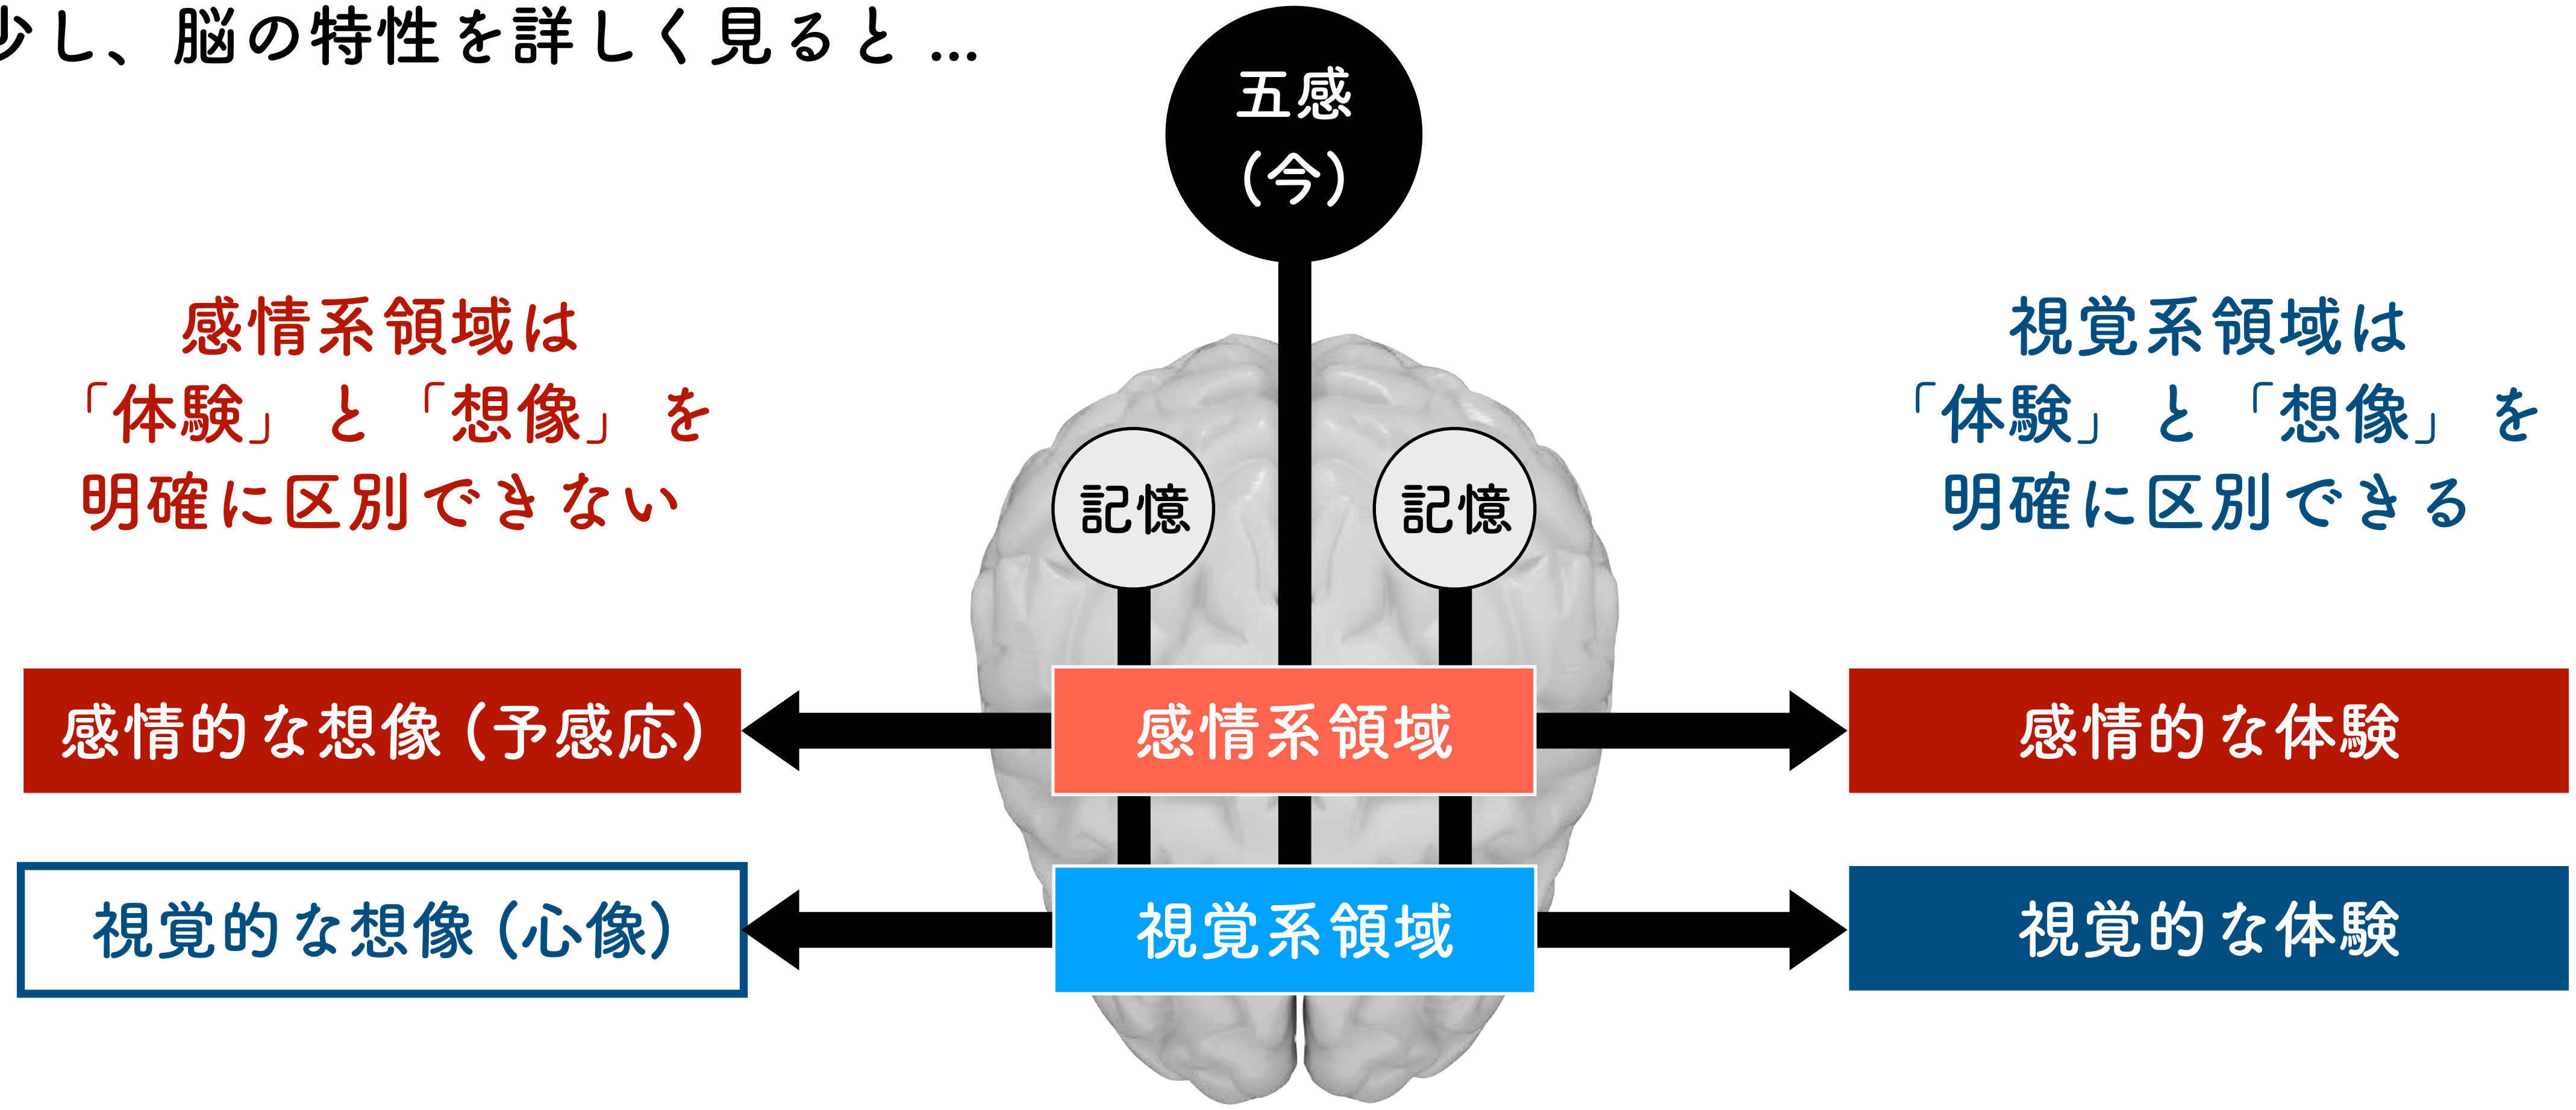 少し、脳の特性を詳しく見ると ...
五感
(今)
感情系領域は
「体験」と「想像」を
明確に区別できない
視覚系領域は
「体験」と「想像」を
明確に区別できる
記憶
記憶
感情的な想像 (予感応)
感情系領域
感情的な体験
視覚的な想像 (心像)
視覚系領域
視覚的な体験